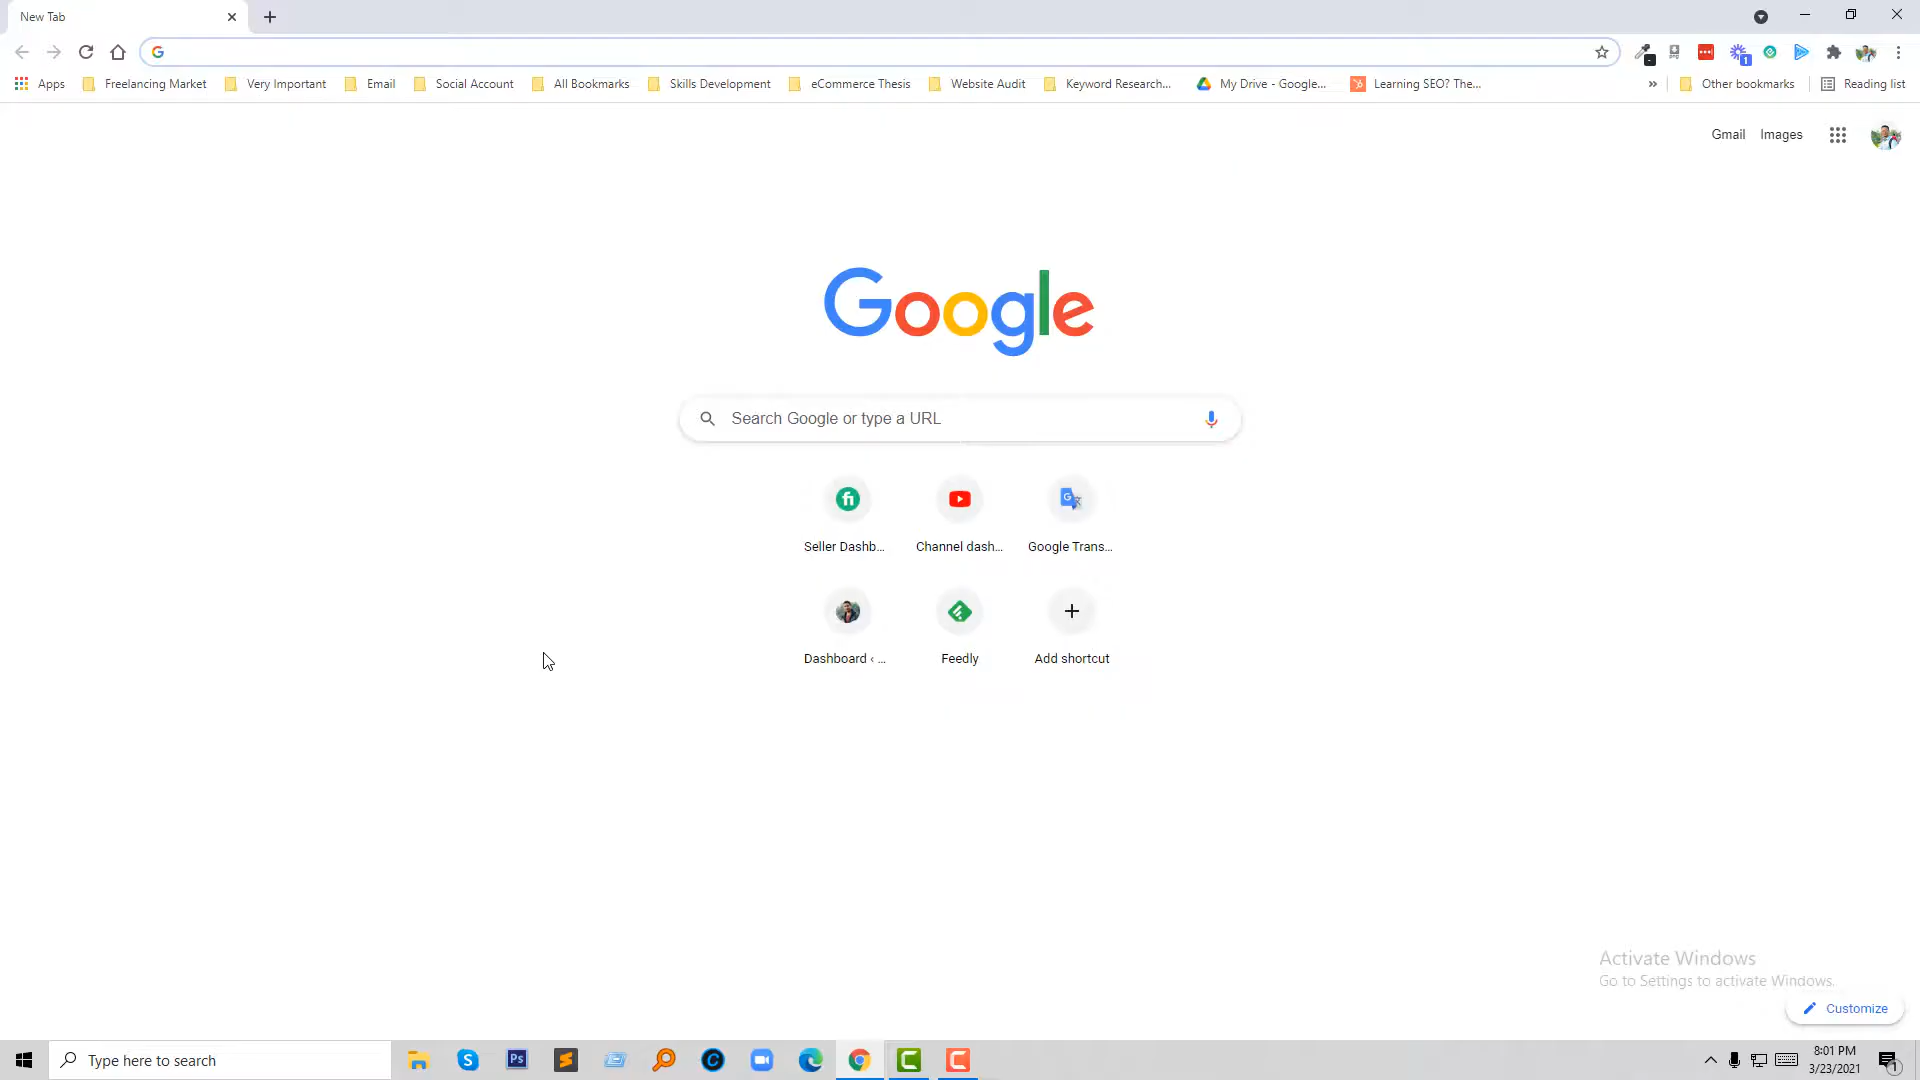 New Tab
Apps Freelancing Market Very Important Email Social Account All Bookmarks Skills Development eCommerce Thesis Website Audit Keyword Research... My Drive - Google... Learning SEO? The... » Other bookmarks Reading list
Gmail Images
Google
Search Google or type a URL
Seller Dashb... Channel dash... Google Trans...
Dashboard ‹ ... Feedly Add shortcut
Activate Windows
Go to Settings to activate Windows.
Customize
Type here to search
Ps
8:01 PM
3/23/2021